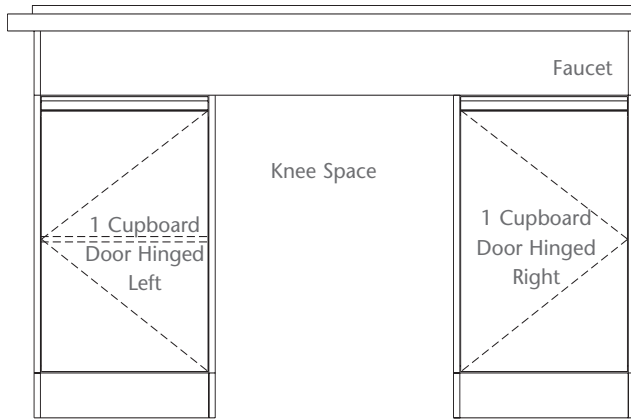 Faucet
Knee Space
1 Cupboard
Door Hinged
Left
1 Cupboard
Door Hinged
Right